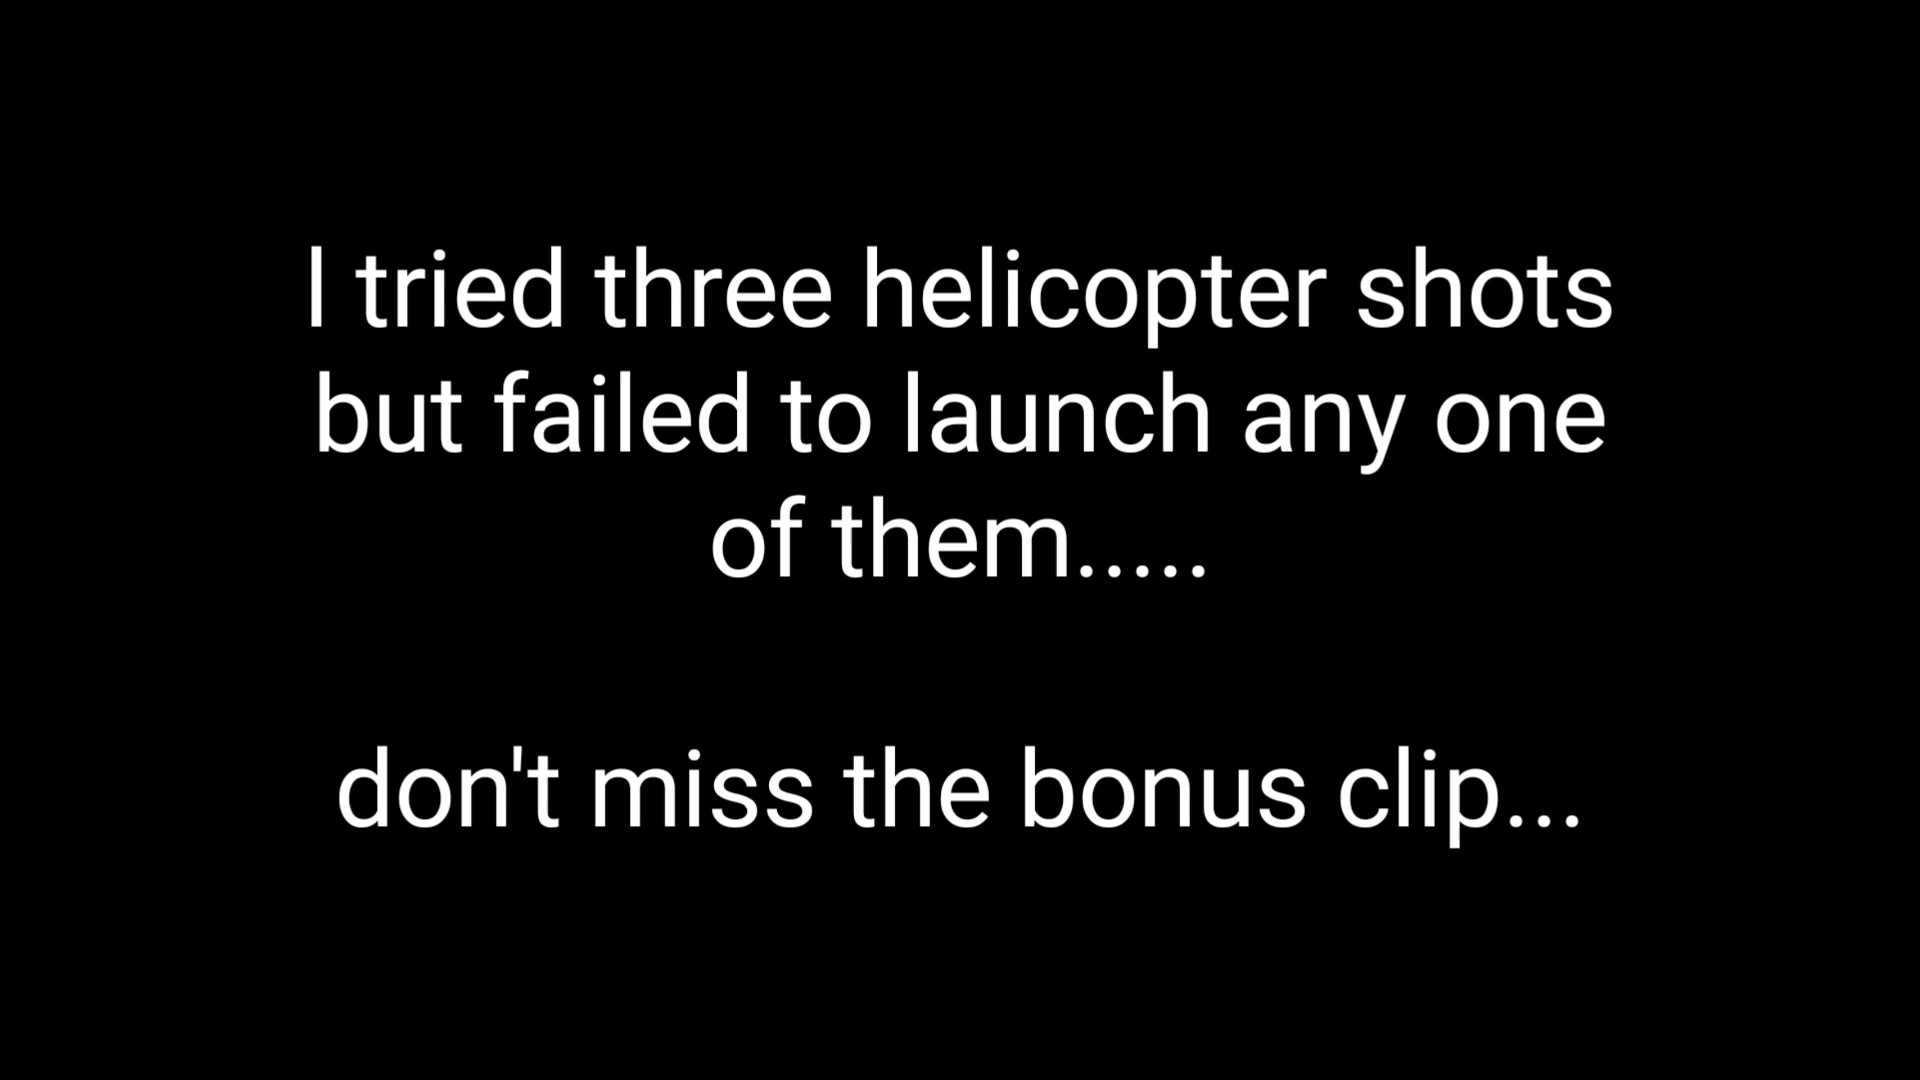 I tried three helicopter shots
but failed to launch any one
of them.....
don't miss the bonus clip...